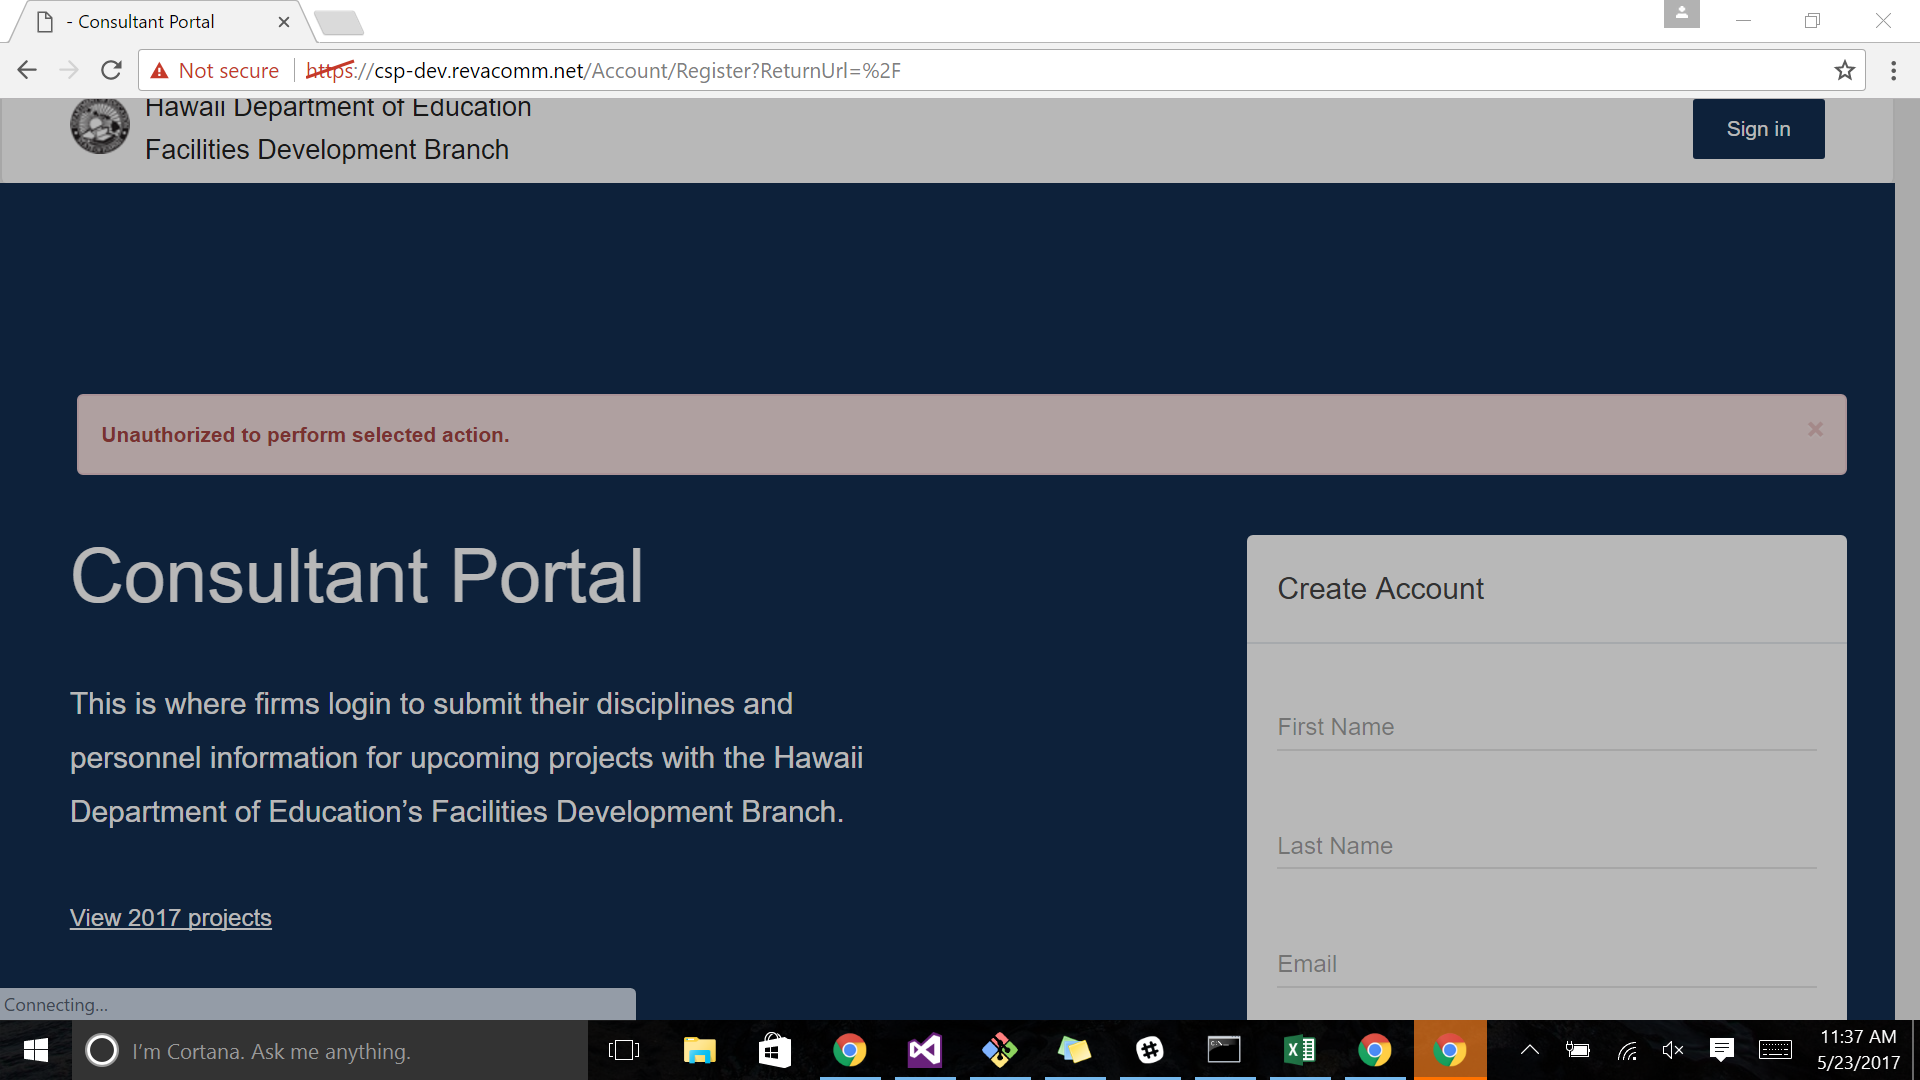 - Consultant Portal
Not secure
https://csp-dev.revacomm.net/Account/Register?ReturnUrl=%2F
Hawaii Department of Education
Facilities Development Branch
Sign in
Unauthorized to perform selected action.
×
Consultant Portal
This is where firms login to submit their disciplines and
personnel information for upcoming projects with the Hawaii
Department of Education’s Facilities Development Branch.
View 2017 projects
Create Account
First Name
Last Name
Email
Connecting...
I'm Cortana. Ask me anything.
11:37 AM
5/23/2017